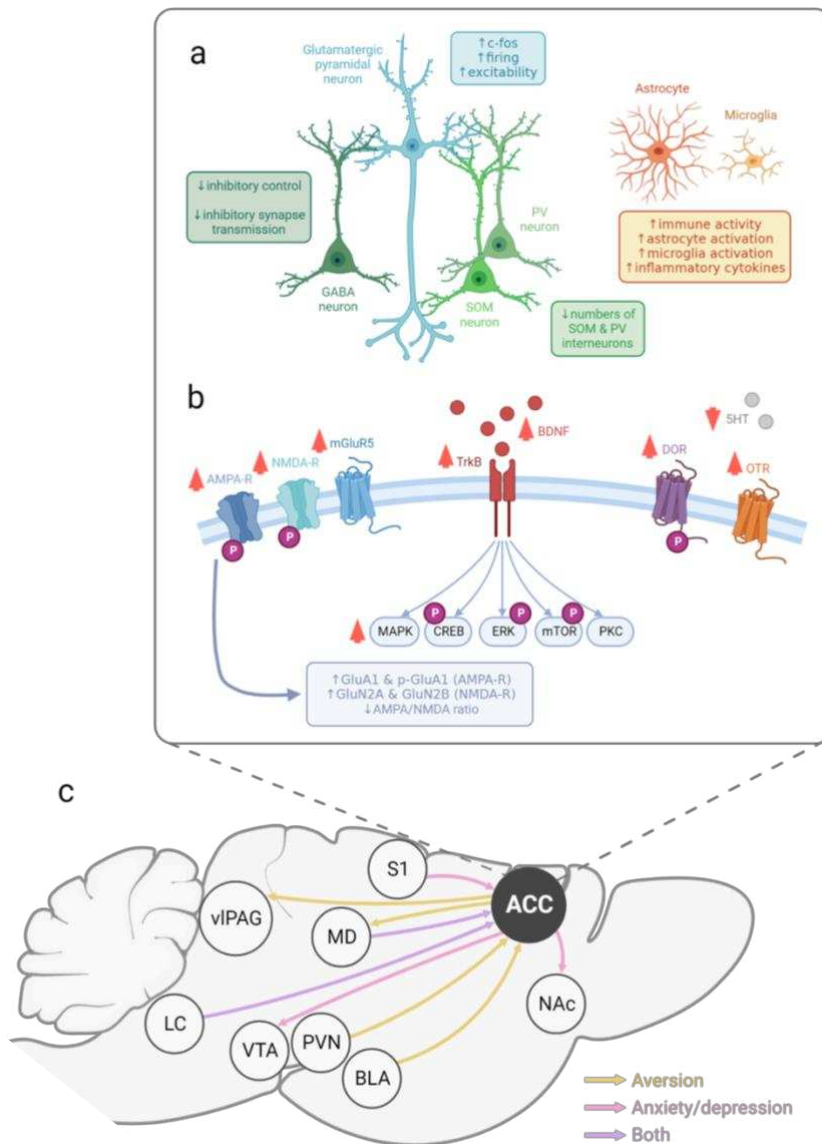 a
Glutamatergic
pyramidal
neuron
↑c-fos
↑firing
↑excitability
Astrocyte
Microglia
↓inhibitory control
↓inhibitory synapse
transmission
PV
neuron
↑immune activity
↑astrocyte activation
↑microglia activation
↑inflammatory cytokines
GABA
neuron
SOM
neuron
↓numbers of
SOM & PV
interneurons
b
AMPA-R
NMDA-R
mGluR5
TrkB
BDNF
DOR
5HT
OTR
P
P
P
P
P
P
MAPK
CREB
ERK
mTOR
PKC
↑GluA1 & p-GluA1 (AMPA-R)
↑GluN2A & GluN2B (NMDA-R)
↓AMPA/NMDA ratio
c
S1
ACC
vlPAG
MD
NAc
LC
VTA
PVN
BLA
Aversion
Anxiety/depression
Both